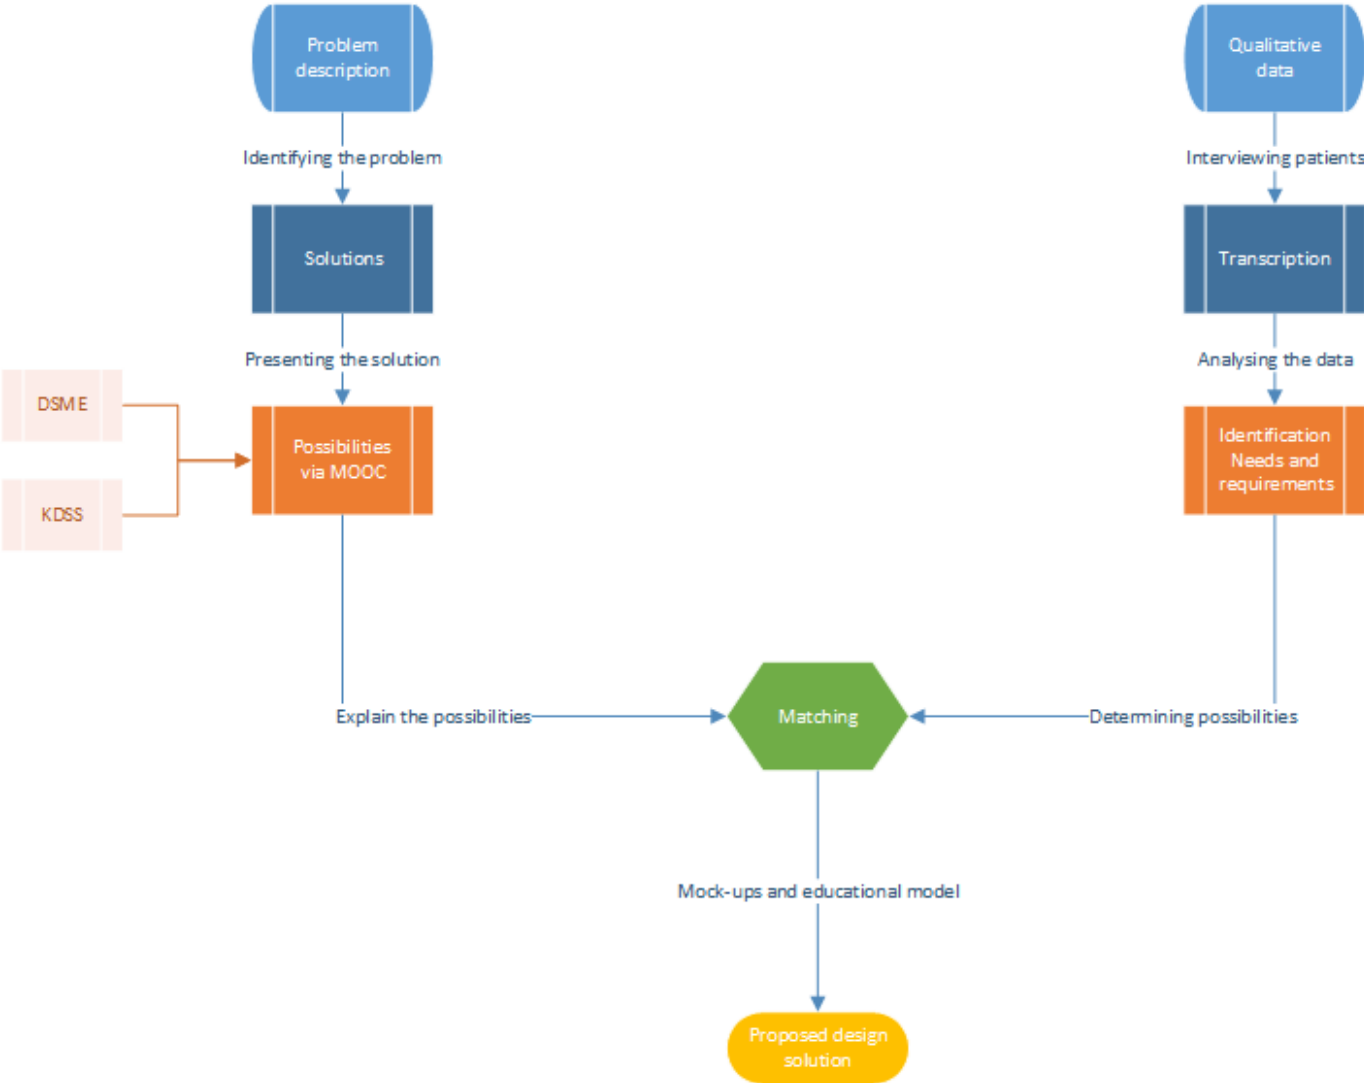 Problem
description
Qualitative
data
Identifying the problem
Interviewing patients
Solutions
Transcription
Presenting the solution
Analysing the data
DSME
KDSS
Possibilities
via MOOC
Identification
Needs and
requirements
Explain the possibilities
Matching
Determining possibilities
Mock-ups and educational model
Proposed design
solution